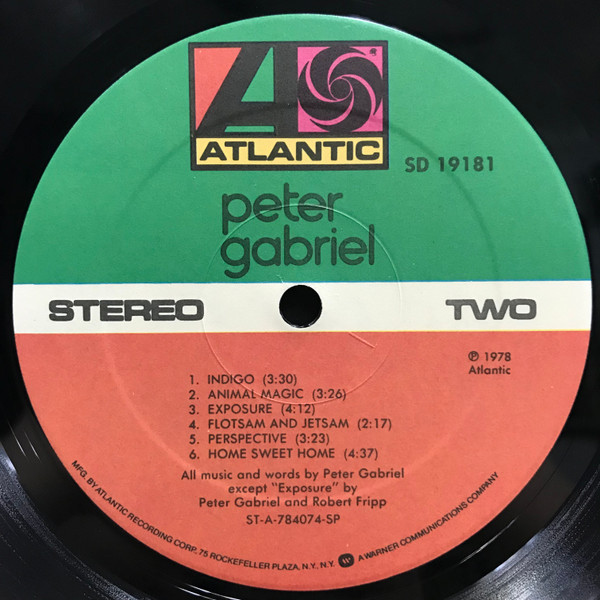 ATLANTIC
®
SD 19181
peter
gabriel
STEREO
TWO
℗ 1978
Atlantic
1. INDIGO (3:30)
2. ANIMAL MAGIC (3:26)
3. EXPOSURE (4:12)
4. FLOTSAM AND JETSAM (2:17)
5. PERSPECTIVE (3:23)
6. HOME SWEET HOME (4:37)
All music and words by Peter Gabriel
except "Exposure" by
Peter Gabriel and Robert Fripp
ST-A-784074-SP
MFG. BY ATLANTIC RECORDING CORP. 75 ROCKEFELLER PLAZA, N.Y. N.Y. A WARNER COMMUNICATIONS COMPANY